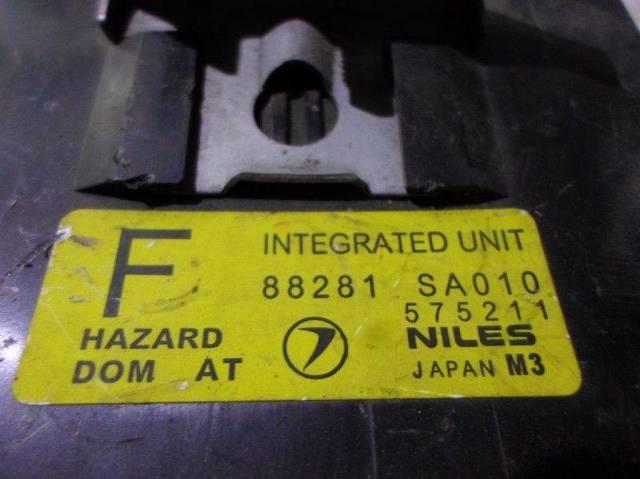 F
INTEGRATED UNIT
88281 SA010
575211
HAZARD
NILES
DOM AT
JAPAN M3